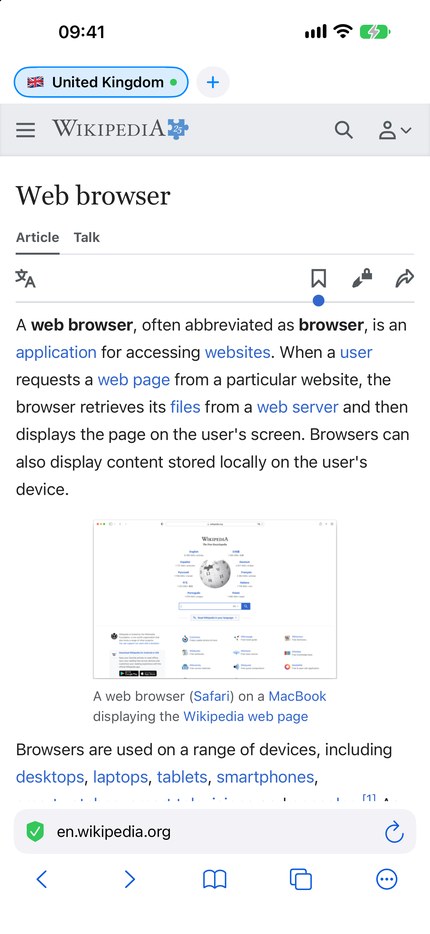 09:41
United Kingdom
+
WIKIPEDIA 25
Web browser
Article Talk
A web browser, often abbreviated as browser, is an
application for accessing websites. When a user
requests a web page from a particular website, the
browser retrieves its files from a web server and then
displays the page on the user's screen. Browsers can
also display content stored locally on the user's
device.
WIKIPEDIA
A web browser (Safari) on a MacBook
displaying the Wikipedia web page
Browsers are used on a range of devices, including
desktops, laptops, tablets, smartphones,
[1]
en.wikipedia.org